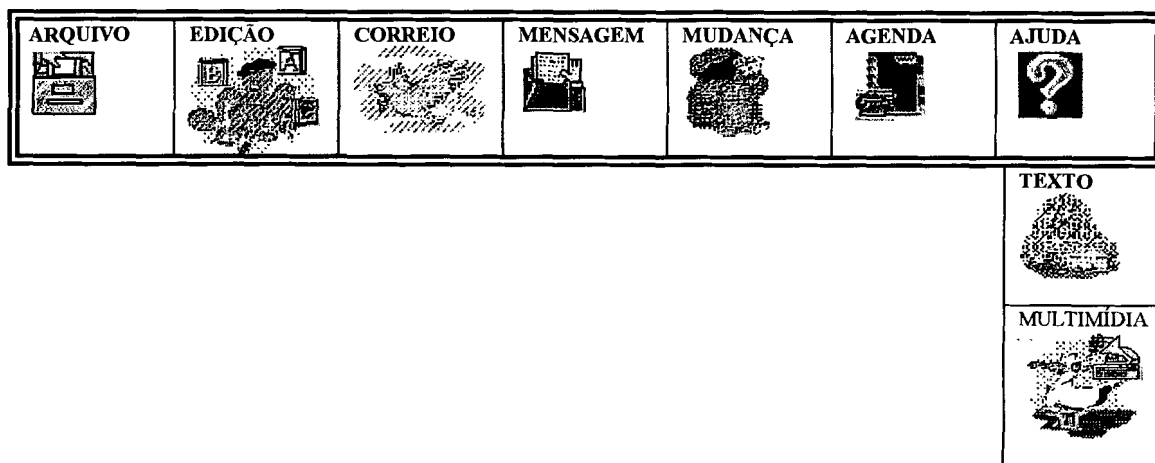 ARQUIVO EDIÇÃO CORREIO MENSAGEM MUDANÇA AGENDA AJUDA
TEXTO
MULTIMÍDIA